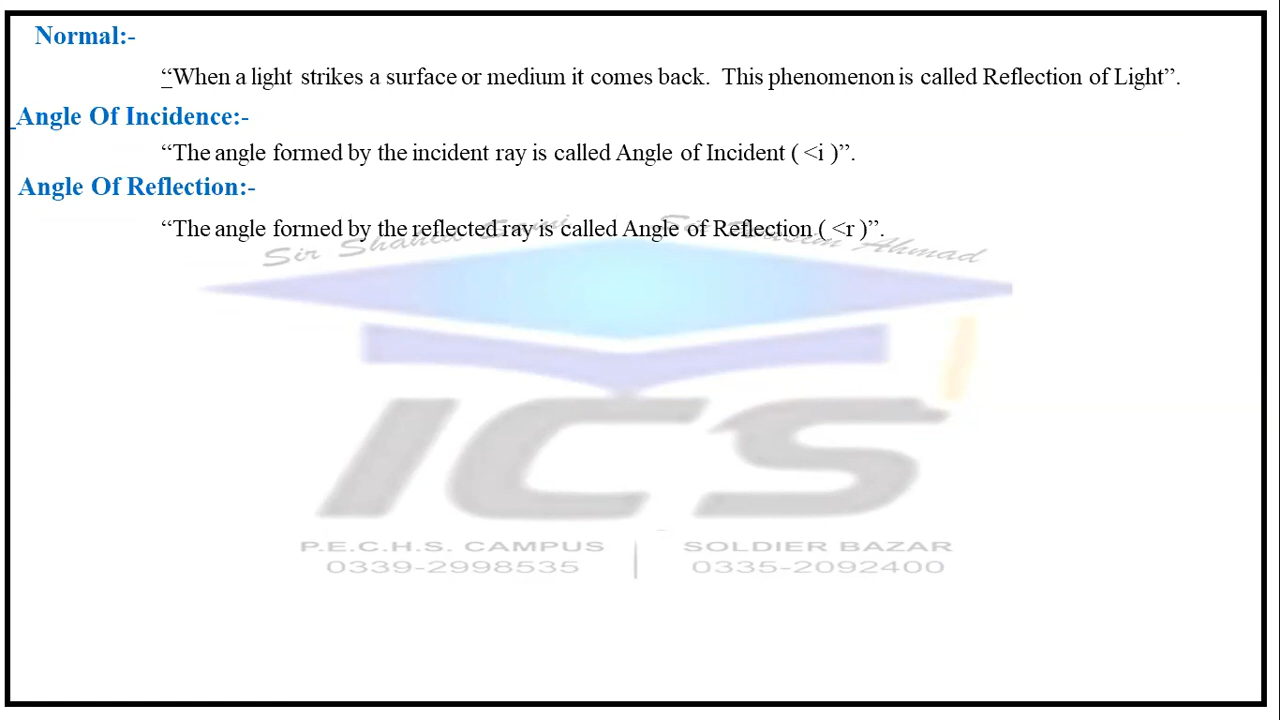 Normal:-
“When a light strikes a surface or medium it comes back. This phenomenon is called Reflection of Light”.
Angle Of Incidence:-
“The angle formed by the incident ray is called Angle of Incident ( <i )”.
Angle Of Reflection:-
“The angle formed by the reflected ray is called Angle of Reflection ( <r )”.
Sir Sir Ahmad
ICS
P.E.C.H.S. CAMPUS | SOLDIER BAZAR
0339-2998535 0335-2092400